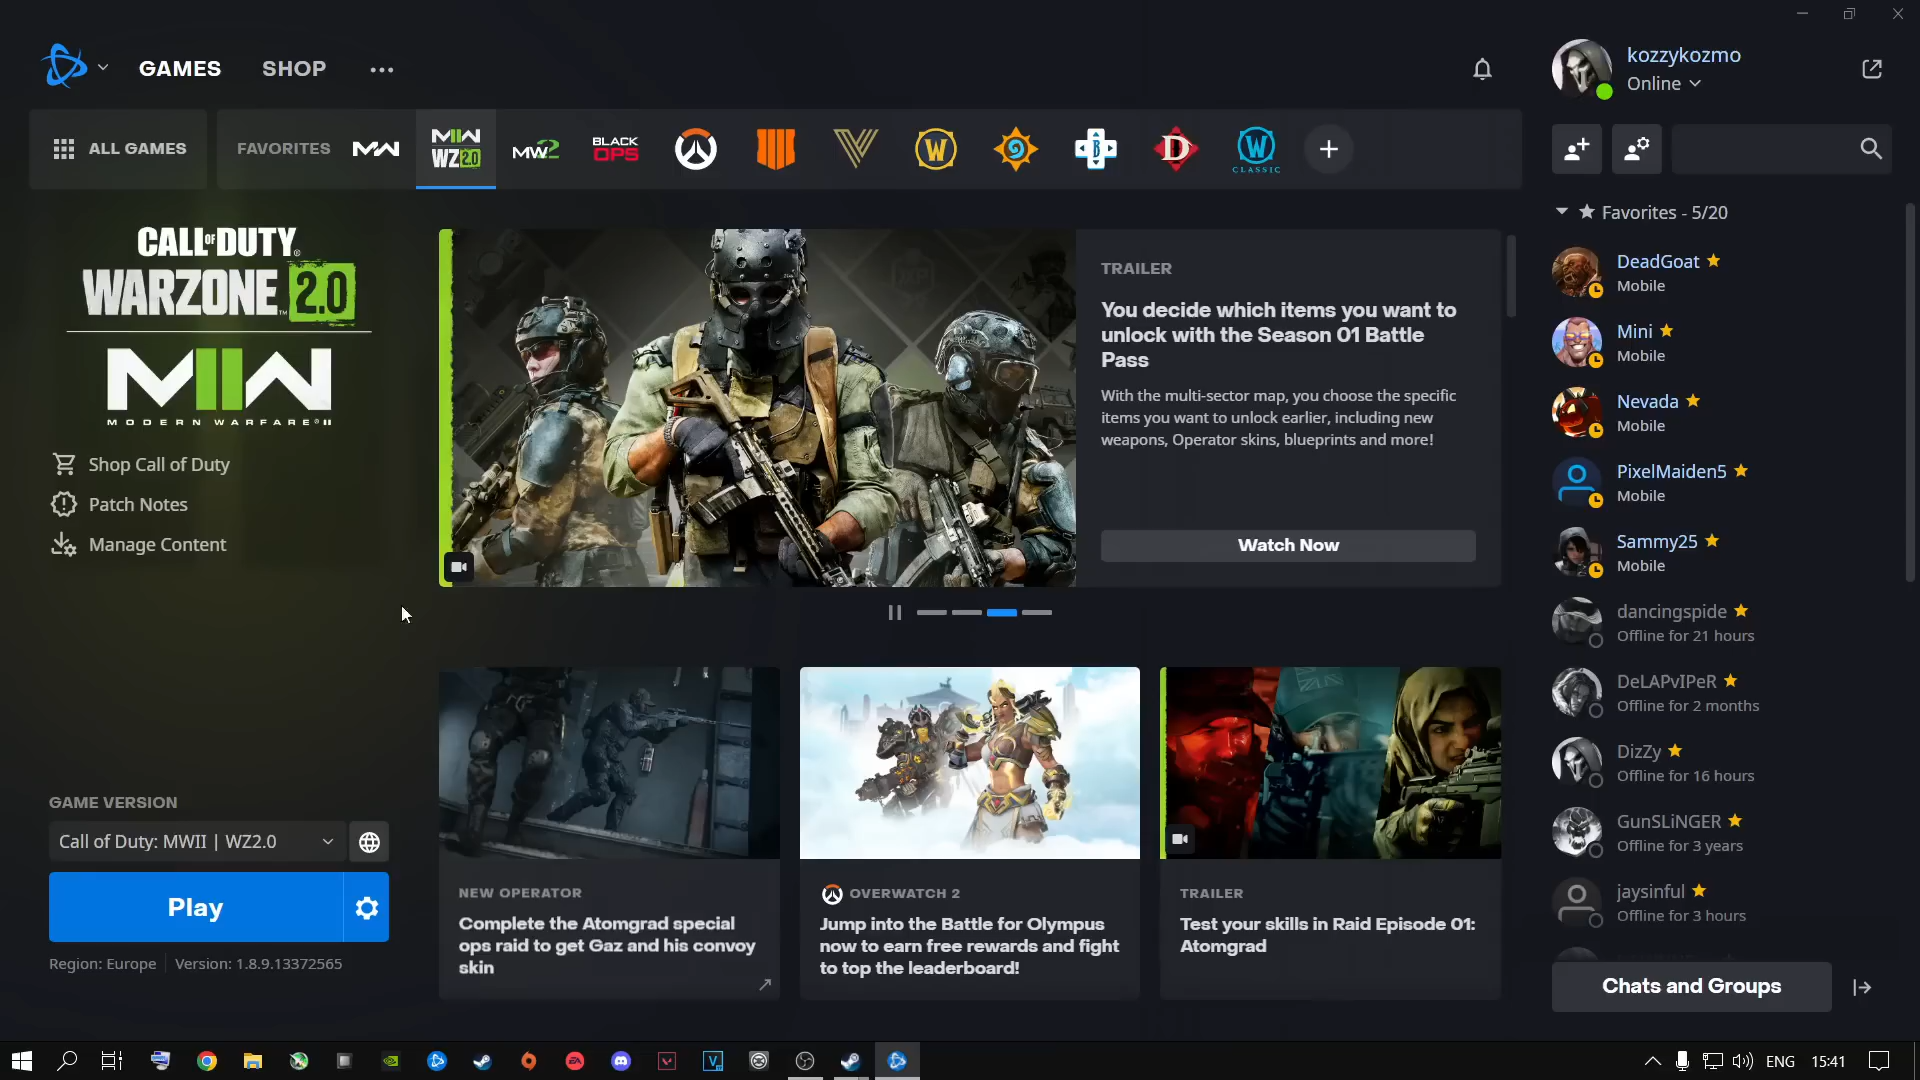 GAMES
SHOP
kozzykozmo
Online
ALL GAMES
FAVORITES
MW
MIIW
WZ2.0
MW2
BLACK
OPS
CLASSIC
Favorites - 5/20
CALL OF DUTY
WARZONE 2.0
MIIW
MODERN WARFARE II
Shop Call of Duty
Patch Notes
Manage Content
TRAILER
You decide which items you want to
unlock with the Season 01 Battle
Pass
With the multi-sector map, you choose the specific
items you want to unlock earlier, including new
weapons, Operator skins, blueprints and more!
Watch Now
DeadGoat
Mobile
Mini
Mobile
Nevada
Mobile
PixelMaiden5
Mobile
Sammy25
Mobile
dancingspide
Offline for 21 hours
DeLAPvIPeR
Offline for 2 months
DizZy
Offline for 16 hours
GunSLiNGER
Offline for 3 years
jaysinful
Offline for 3 hours
GAME VERSION
Call of Duty: MWII | WZ2.0
Play
Region: Europe
Version: 1.8.9.13372565
NEW OPERATOR
Complete the Atomgrad special
ops raid to get Gaz and his convoy
skin
OVERWATCH 2
Jump into the Battle for Olympus
now to earn free rewards and fight
to top the leaderboard!
TRAILER
Test your skills in Raid Episode 01:
Atomgrad
Chats and Groups
ENG
15:41